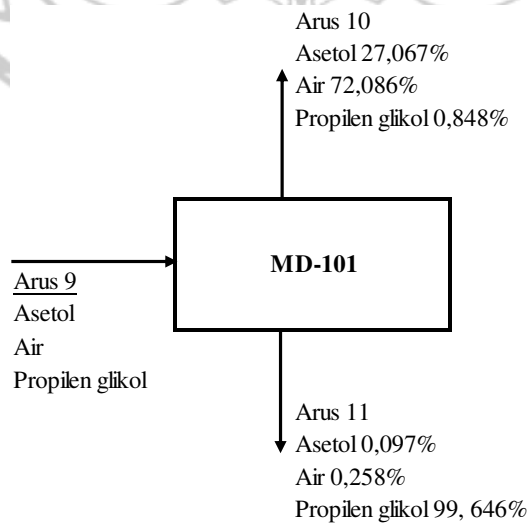 Arus 10
Asetol 27,067%
Air 72,086%
Propilen glikol 0,848%
MD-101
Arus 9
Asetol
Air
Propilen glikol
Arus 11
Asetol 0,097%
Air 0,258%
Propilen glikol 99, 646%